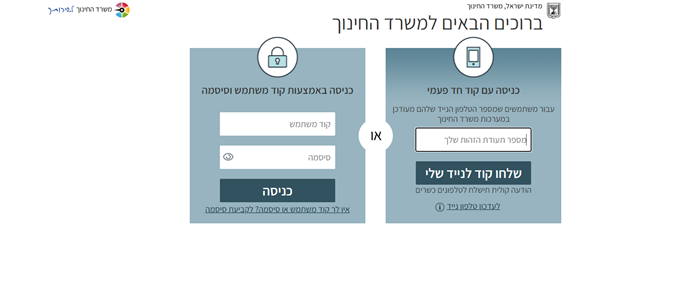 מדינת ישראל, משרד החינוך
משרד החינוך לשירותך
ברוכים הבאים למשרד החינוך
כניסה עם קוד חד פעמי
עבור משתמשים שמספר הטלפון הנייד שלהם מעודכן
במערכות משרד החינוך
מספר תעודת הזהות שלך
שלחו קוד לנייד שלי
הודעה קולית תישלח לטלפונים כשרים
לעדכון טלפון נייד
או
כניסה באמצעות קוד משתמש וסיסמה
קוד משתמש
סיסמה
כניסה
אין לך קוד משתמש או סיסמה? לקביעת סיסמה